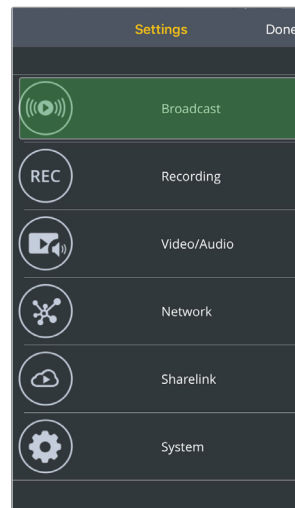 Settings Done
Broadcast
REC Recording
Video/Audio
Network
Sharelink
System